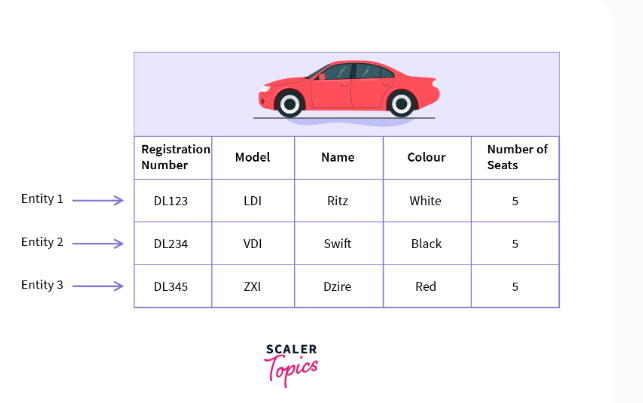 Registration Number Model Name Colour Number of Seats
Entity 1 DL123 LDI Ritz White 5
Entity 2 DL234 VDI Swift Black 5
Entity 3 DL345 ZXI Dzire Red 5
SCALER
Topics